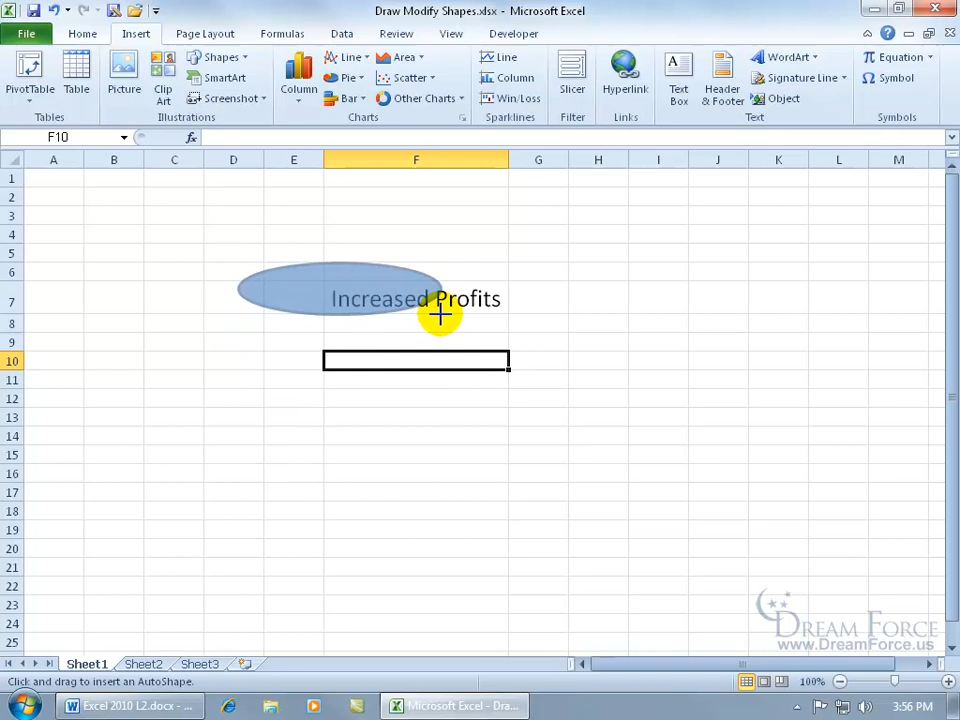 Draw Modify Shapes.xlsx - Microsoft Excel
File Home Insert Page Layout Formulas Data Review View Developer
PivotTable
Table
Picture
Clip Art
Shapes
SmartArt
Screenshot
Column
Line
Pie
Bar
Area
Scatter
Other Charts
Line
Column
Win/Loss
Slicer
Hyperlink
Text Box
Header & Footer
WordArt
Signature Line
Object
Equation
Symbol
Tables Illustrations Charts Sparklines Filter Links Text Symbols
F10 fx
A B C D E F G H I J K L M
1
2
3
4
5
6
7 Increased Profits
8
9
10
11
12
13
14
15
16
17
18
19
20
21
22
23
24
25
DREAM FORCE
www.DreamForce.us
Sheet1 Sheet2 Sheet3
Click and drag to insert an AutoShape. 100%
Excel 2010 L2.docx - ... Microsoft Excel - Dra... 3:56 PM